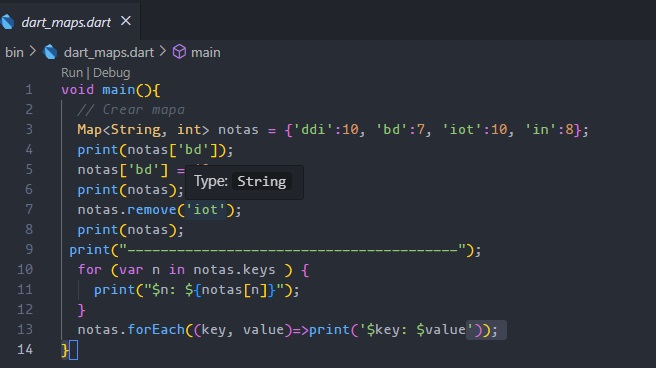 dart_maps.dart ×
bin > dart_maps.dart > main
Run | Debug
1 void main(){
2 // Crear mapa
3 Map<String, int> notas = {'ddi':10, 'bd':7, 'iot':10, 'in':8};
4 print(notas['bd']);
5 notas['bd'] =
6 print(notas);
Type: String
7 notas.remove('iot');
8 print(notas);
9 print("----------------------------------------");
10 for (var n in notas.keys ) {
11 print("$n: ${notas[n]}");
12 }
13 notas.forEach((key, value)=>print('$key: $value'));
14 }